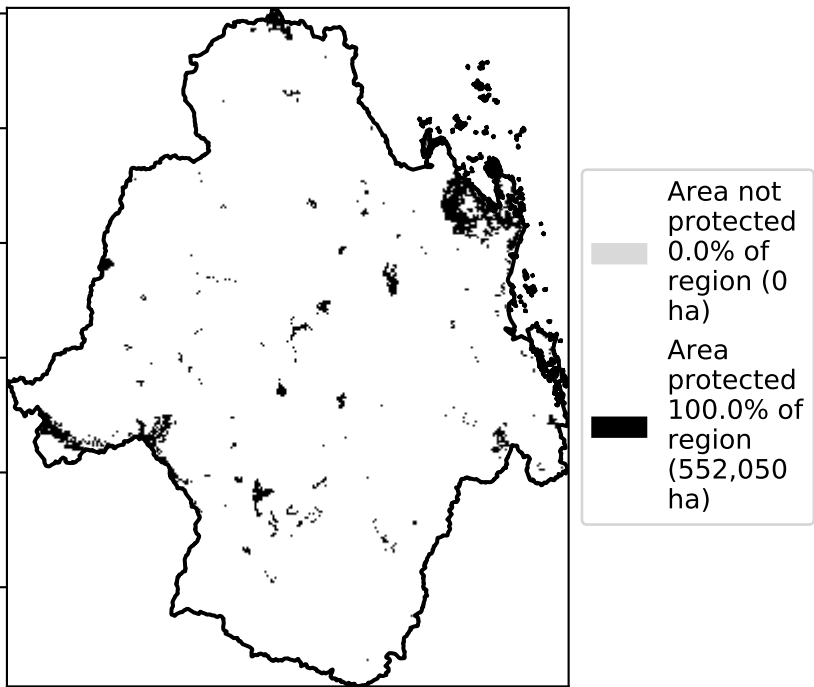 Area not
protected
0.0% of
region (0
ha)
Area
protected
100.0% of
region
(552,050
ha)